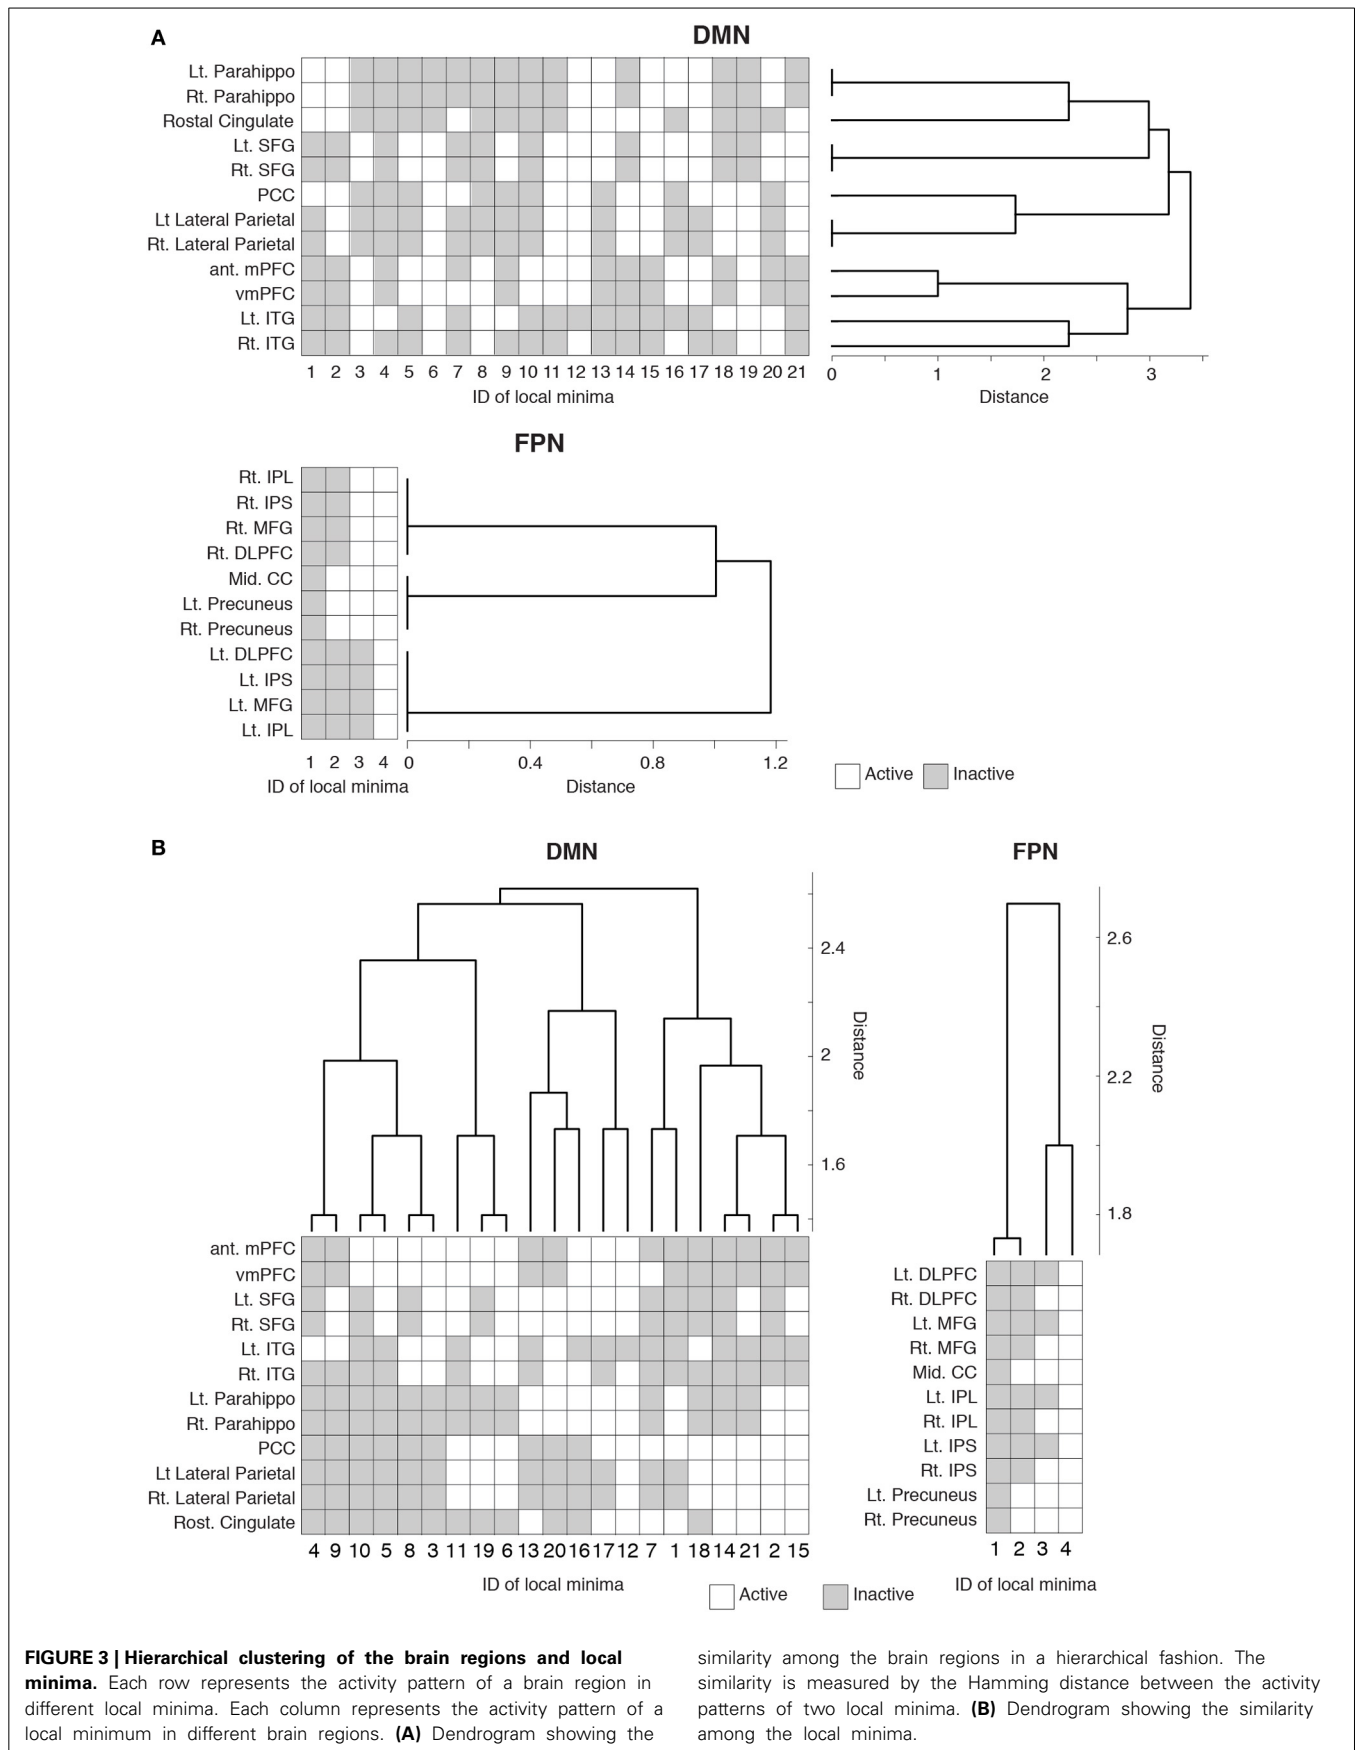 A
DMN
Lt. Parahippo
Rt. Parahippo
Rostal Cingulate
Lt. SFG
Rt. SFG
PCC
Lt Lateral Parietal
Rt. Lateral Parietal
ant. mPFC
vmPFC
Lt. ITG
Rt. ITG
1 2 3 4 5 6 7 8 9 10 11 12 13 14 15 16 17 18 19 20 21
ID of local minima
0 1 2 3
Distance
FPN
Rt. IPL
Rt. IPS
Rt. MFG
Rt. DLPFC
Mid. CC
Lt. Precuneus
Rt. Precuneus
Lt. DLPFC
Lt. IPS
Lt. MFG
Lt. IPL
1 2 3 4
ID of local minima
0 0.4 0.8 1.2
Distance
Active Inactive
B
DMN
2.4
2
1.6
Distance
ant. mPFC
vmPFC
Lt. SFG
Rt. SFG
Lt. ITG
Rt. ITG
Lt. Parahippo
Rt. Parahippo
PCC
Lt Lateral Parietal
Rt. Lateral Parietal
Rost. Cingulate
4 9 10 5 8 3 11 19 6 13 20 16 17 12 7 1 18 14 21 2 15
ID of local minima
Active Inactive
FPN
2.6
2.2
1.8
Distance
Lt. DLPFC
Rt. DLPFC
Lt. MFG
Rt. MFG
Mid. CC
Lt. IPL
Rt. IPL
Lt. IPS
Rt. IPS
Lt. Precuneus
Rt. Precuneus
1 2 3 4
ID of local minima
FIGURE 3 | Hierarchical clustering of the brain regions and local
minima. Each row represents the activity pattern of a brain region in
different local minima. Each column represents the activity pattern of a
local minimum in different brain regions. (A) Dendrogram showing the
similarity among the brain regions in a hierarchical fashion. The
similarity is measured by the Hamming distance between the activity
patterns of two local minima. (B) Dendrogram showing the similarity
among the local minima.